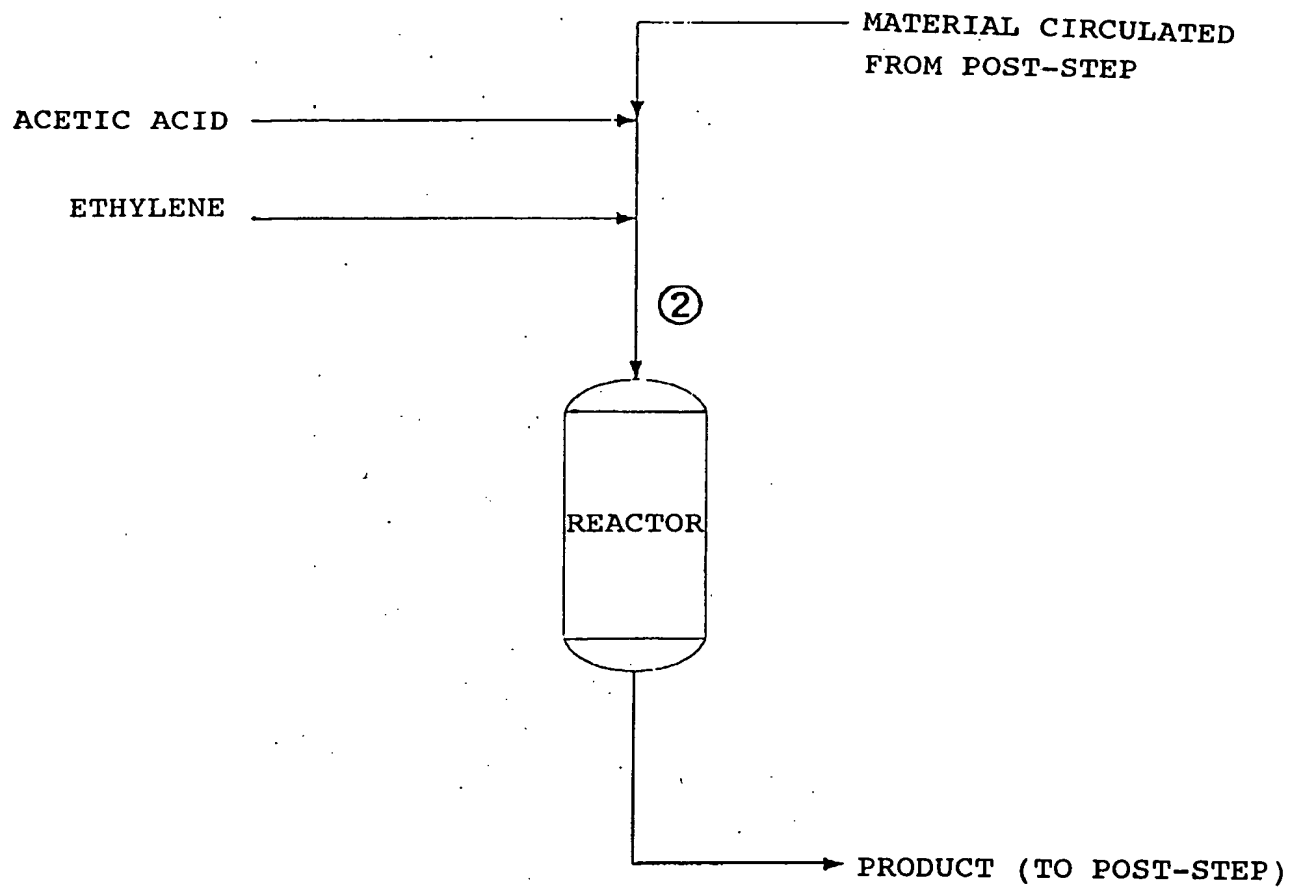 MATERIAL CIRCULATED
FROM POST-STEP
ACETIC ACID
ETHYLENE
②
REACTOR
PRODUCT (TO POST-STEP)